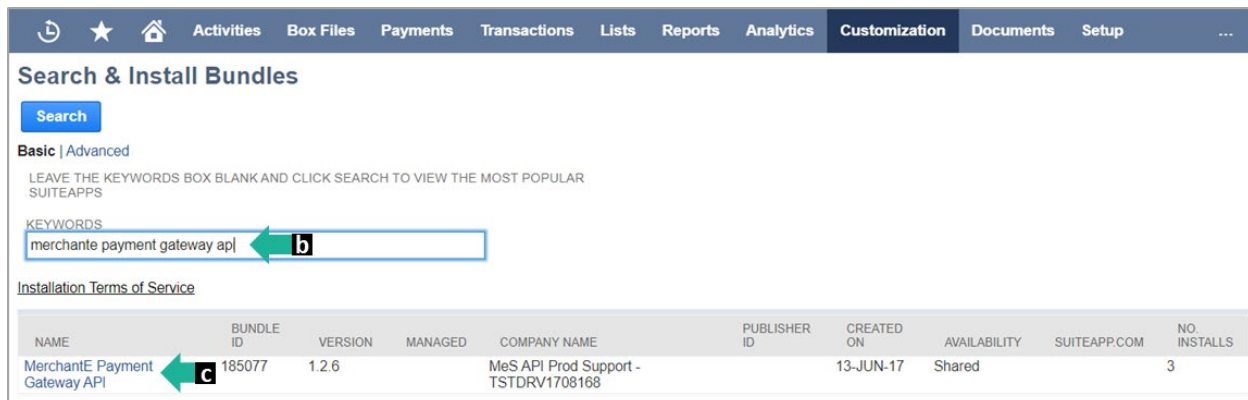 Activities Box Files Payments Transactions Lists Reports Analytics Customization Documents Setup ...
Search & Install Bundles
Search
Basic | Advanced
LEAVE THE KEYWORDS BOX BLANK AND CLICK SEARCH TO VIEW THE MOST POPULAR
SUITEAPPS
KEYWORDS
merchante payment gateway api
b
Installation Terms of Service
NAME BUNDLE ID VERSION MANAGED COMPANY NAME PUBLISHER ID CREATED ON AVAILABILITY SUITEAPP.COM NO. INSTALLS
MerchantE Payment Gateway API c 185077 1.2.6 MeS API Prod Support - TSTDRV1708168 13-JUN-17 Shared 3